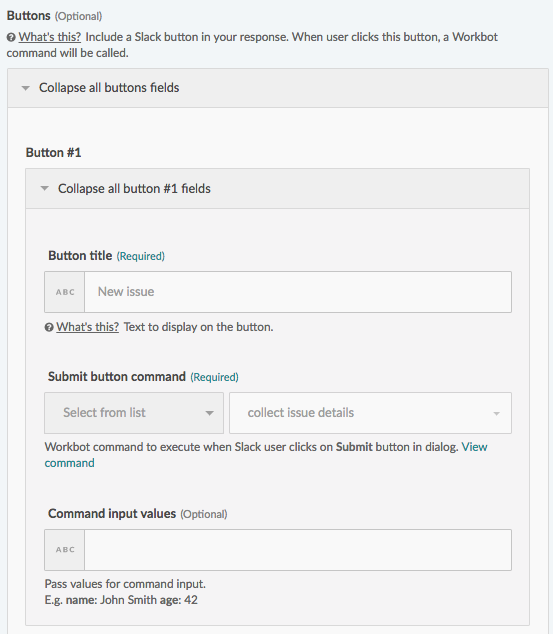 Buttons (Optional)
What's this? Include a Slack button in your response. When user clicks this button, a Workbot
command will be called.
Collapse all buttons fields
Button #1
Collapse all button #1 fields
Button title (Required)
ABC New issue
What's this? Text to display on the button.
Submit button command (Required)
Select from list collect issue details
Workbot command to execute when Slack user clicks on Submit button in dialog. View
command
Command input values (Optional)
ABC
Pass values for command input.
E.g. name: John Smith age: 42